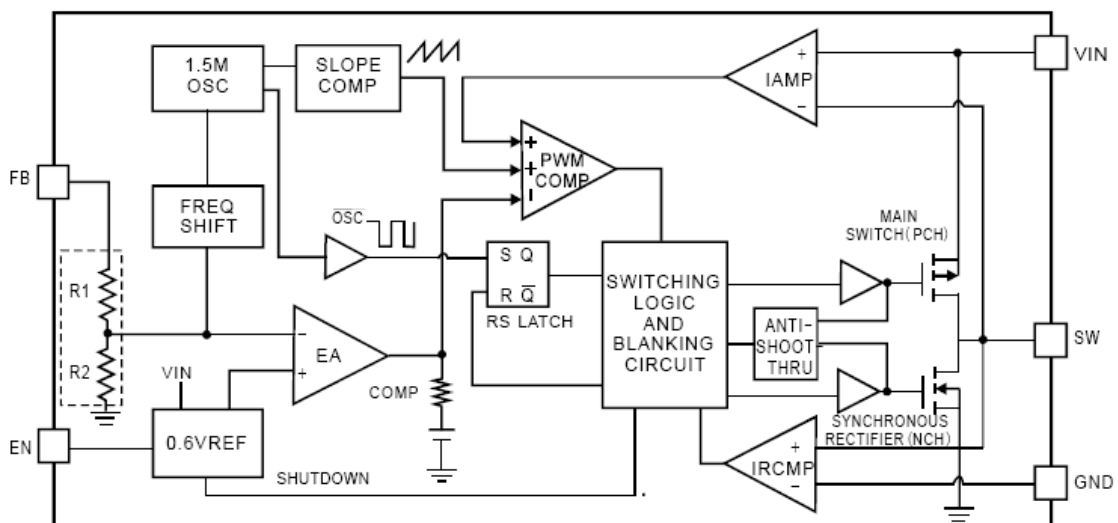 1.5M
OSC
SLOPE
COMP
IAMP
+
−
VIN
FB
FREQ
SHIFT
+
+
−
PWM
COMP
OSC
MAIN
SWITCH(PCH)
R1
R2
S Q
R Q
RS LATCH
SWITCHING
LOGIC
AND
BLANKING
CIRCUIT
ANTI-
SHOOT-
THRU
SW
−
+
EA
VIN
COMP
EN
0.6VREF
SHUTDOWN
SYNCHRONOUS
RECTIFIER (NCH)
+
−
IRCMP
GND